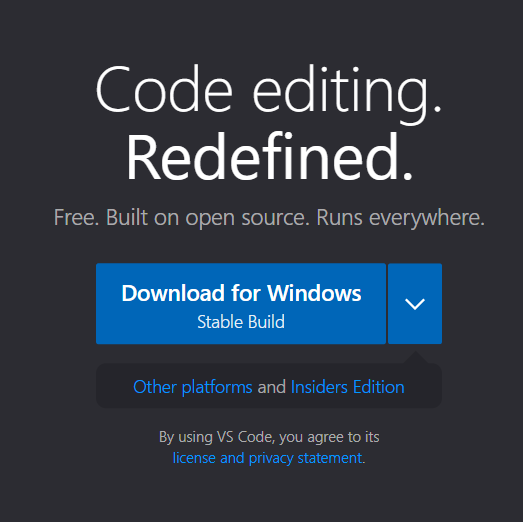 Code editing.
Redefined.
Free. Built on open source. Runs everywhere.
Download for Windows
Stable Build
Other platforms and Insiders Edition
By using VS Code, you agree to its
license and privacy statement.